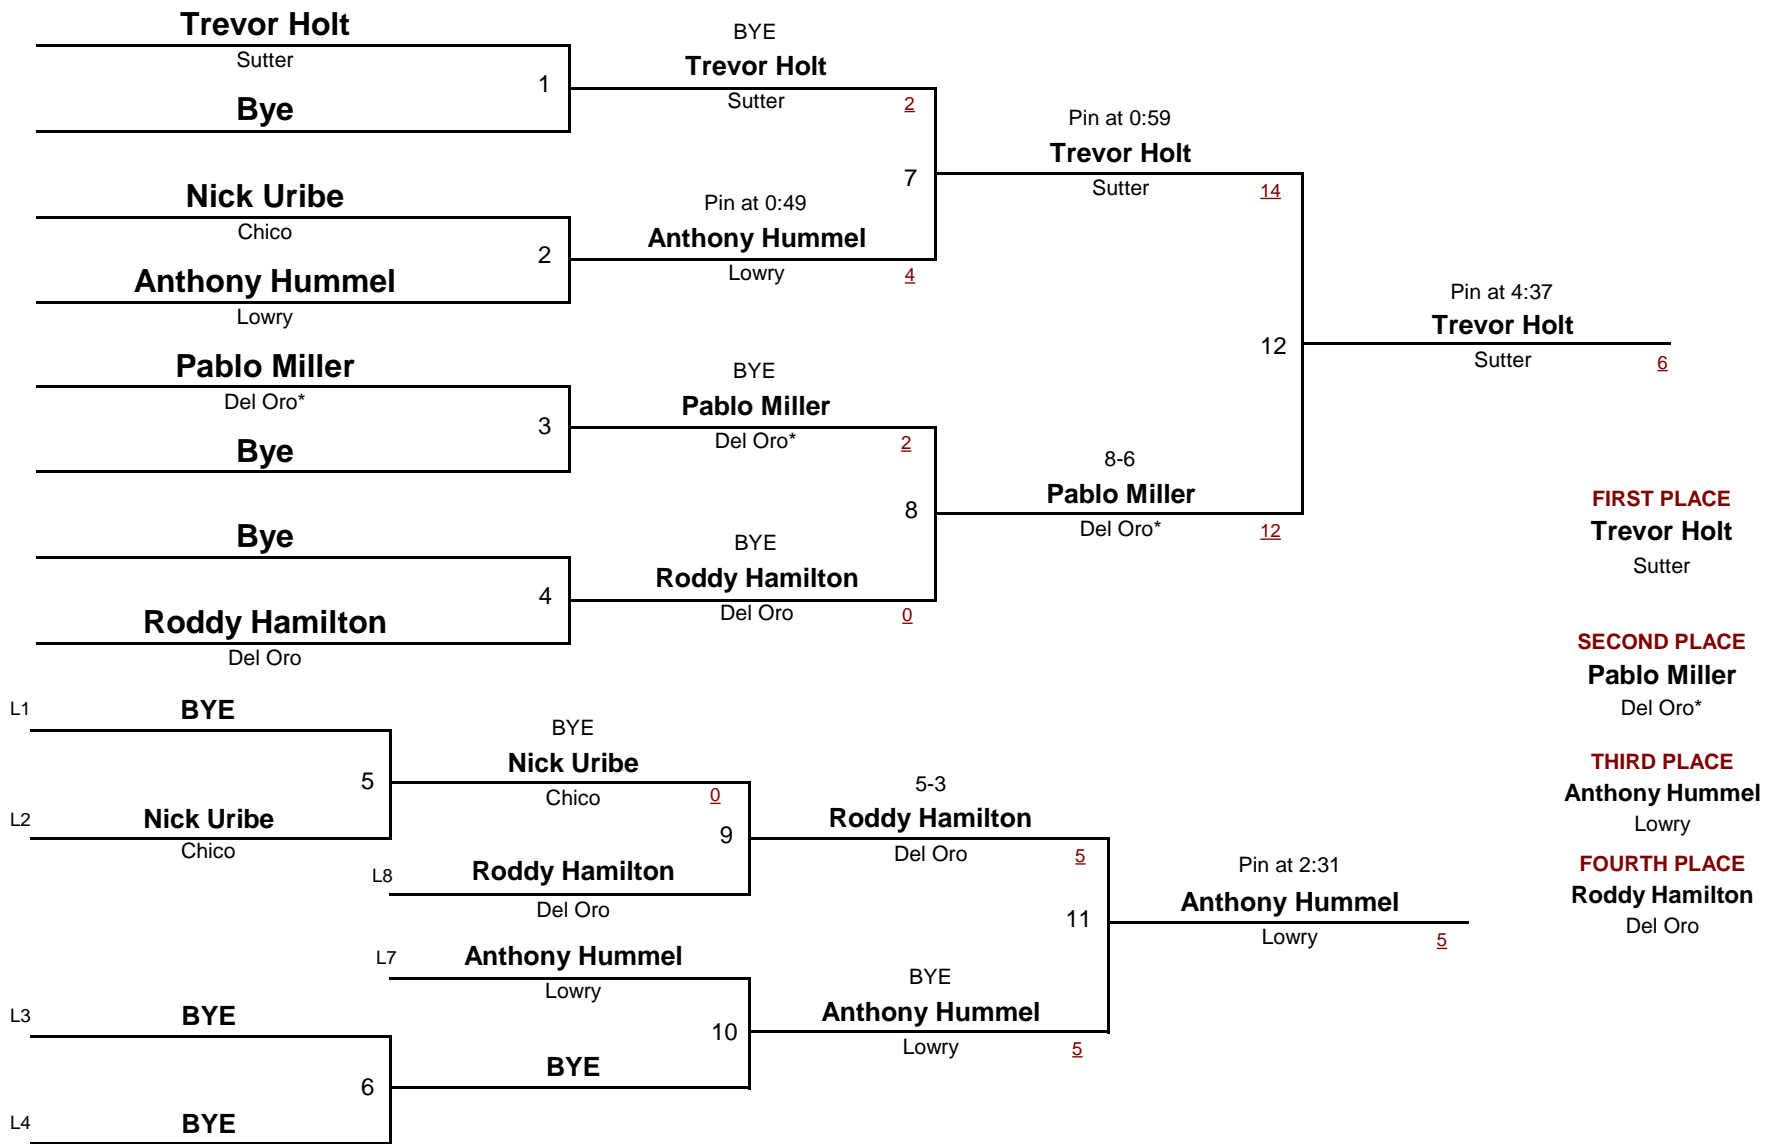 Trevor Holt
Sutter
1
Bye
BYE
Trevor Holt
Sutter
2
Nick Uribe
Chico
2
Anthony Hummel
Lowry
Pin at 0:49
Anthony Hummel
Lowry
4
7
Pin at 0:59
Trevor Holt
Sutter
14
Pablo Miller
Del Oro*
3
Bye
BYE
Pablo Miller
Del Oro*
2
Bye
4
Roddy Hamilton
Del Oro
BYE
Roddy Hamilton
Del Oro
0
8
8-6
Pablo Miller
Del Oro*
12
12
Pin at 4:37
Trevor Holt
Sutter
6
FIRST PLACE
Trevor Holt
Sutter
SECOND PLACE
Pablo Miller
Del Oro*
THIRD PLACE
Anthony Hummel
Lowry
FOURTH PLACE
Roddy Hamilton
Del Oro
L1
BYE
5
L2
Nick Uribe
Chico
BYE
Nick Uribe
Chico
0
9
L8
Roddy Hamilton
Del Oro
5-3
Roddy Hamilton
Del Oro
5
L7
Anthony Hummel
Lowry
10
BYE
L3
BYE
6
L4
BYE
BYE
Anthony Hummel
Lowry
5
11
Pin at 2:31
Anthony Hummel
Lowry
5